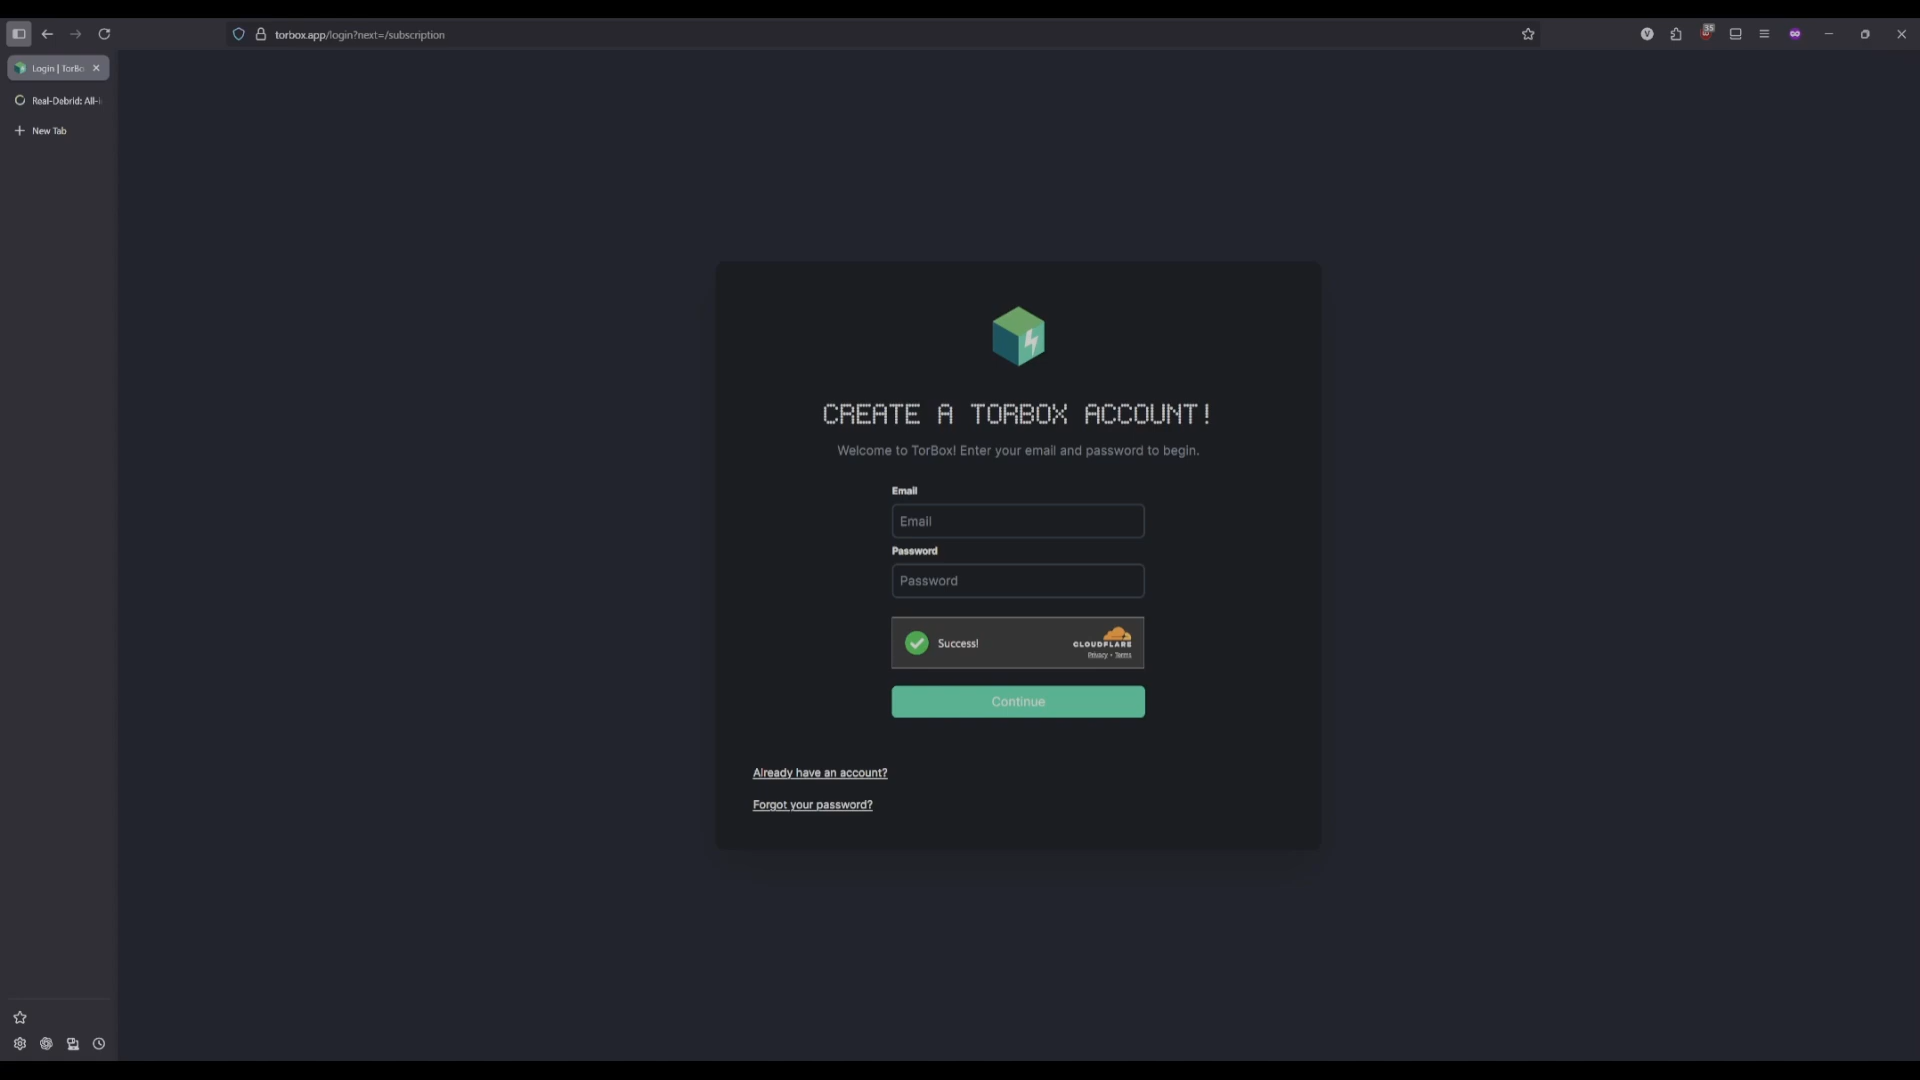 torbox.app/login?next=/subscription
35
V
Login | TorBo
Real-Debrid: All-i
New Tab
CREATE A TORBOX ACCOUNT!
Welcome to TorBox! Enter your email and password to begin.
Email
Email
Password
Password
Success!
CLOUDFLARE
Privacy • Terms
Continue
Already have an account?
Forgot your password?